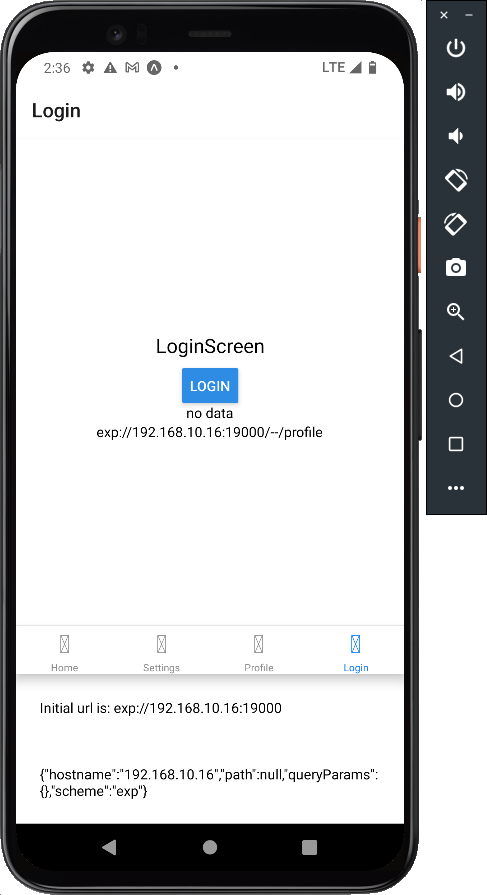 2:36 LTE
Login
LoginScreen
LOGIN
no data
exp://192.168.10.16:19000/--/profile
Home Settings Profile Login
Initial url is: exp://192.168.10.16:19000
{"hostname":"192.168.10.16","path":null,"queryParams":
{},"scheme":"exp"}